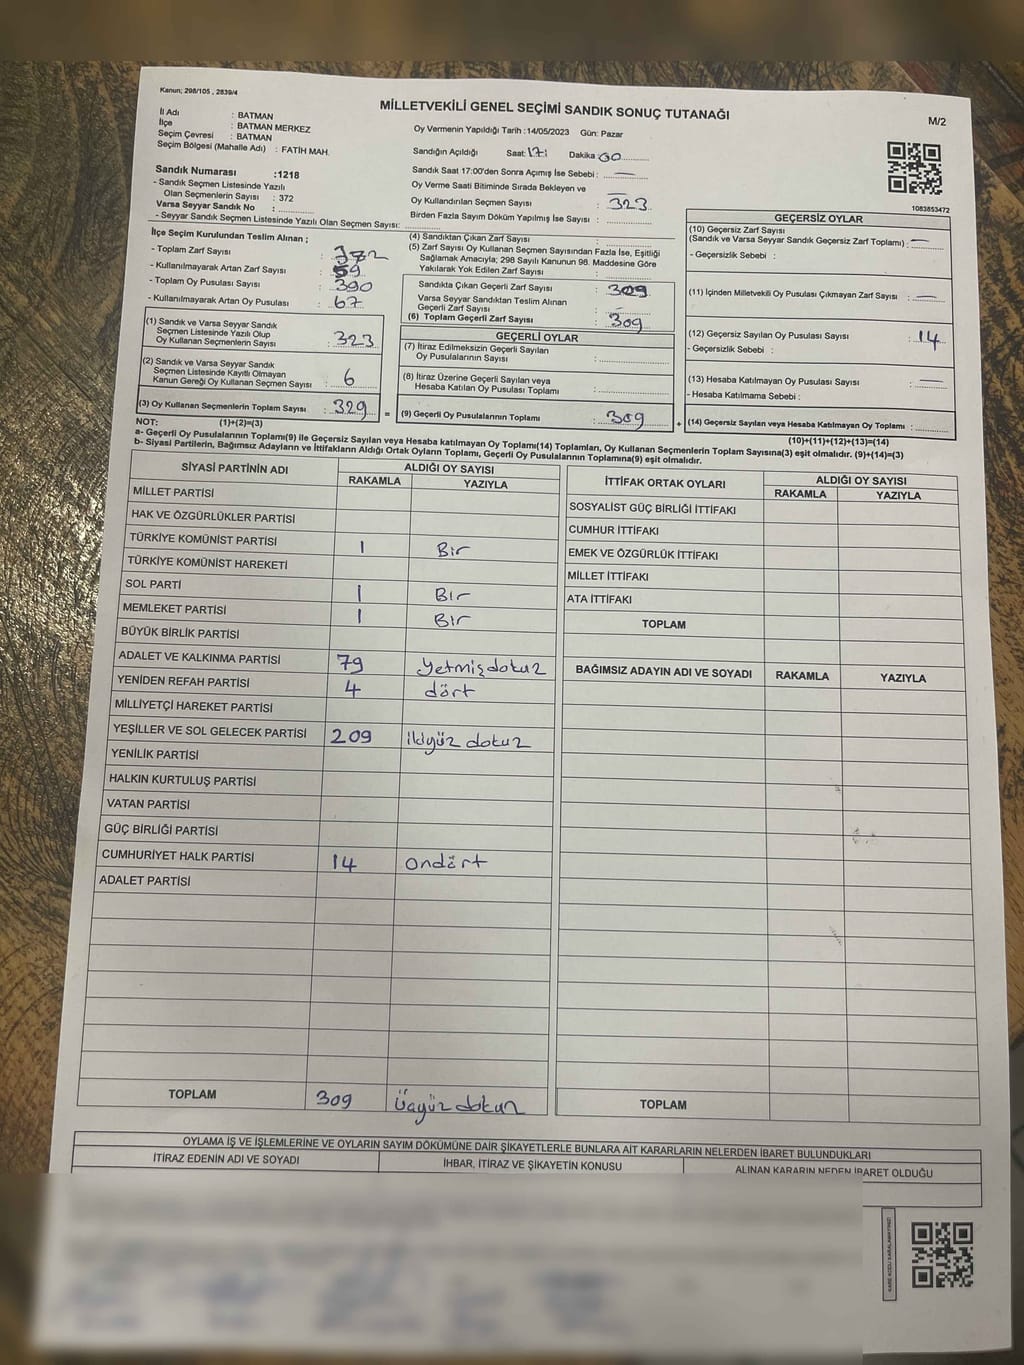 Kanun; 298/105 , 2839/4
MİLLETVEKİLİ GENEL SEÇİMİ SANDIK SONUÇ TUTANAĞI
M/2
İl Adı : BATMAN
İlçe : BATMAN MERKEZ
Seçim Çevresi : BATMAN
Seçim Bölgesi (Mahalle Adı) : FATİH MAH.
Sandık Numarası :1218
- Sandık Seçmen Listesinde Yazılı
Olan Seçmenlerin Sayısı : 372
Varsa Seyyar Sandık No :
- Seyyar Sandık Seçmen Listesinde Yazılı Olan Seçmen Sayısı:
Oy Vermenin Yapıldığı Tarih :14/05/2023 Gün: Pazar
Sandığın Açıldığı Saat: 17: Dakika 00
Sandık Saat 17:00'den Sonra Açımış İse Sebebi : —
Oy Verme Saati Bitiminde Sırada Bekleyen ve
Oy Kullandırılan Seçmen Sayısı : 323
Birden Fazla Sayım Döküm Yapılmış İse Sayısı :
1083853472
İlçe Seçim Kurulundan Teslim Alınan ;
- Toplam Zarf Sayısı : 382
- Kullanılmayarak Artan Zarf Sayısı : 59
- Toplam Oy Pusulası Sayısı : 390
- Kullanılmayarak Artan Oy Pusulası : 67
(1) Sandık ve Varsa Seyyar Sandık
Seçmen Listesinde Yazılı Olup
Oy Kullanan Seçmenlerin Sayısı : 323
(2) Sandık ve Varsa Seyyar Sandık
Seçmen Listesinde Kayıtlı Olmayan
Kanun Gereği Oy Kullanan Seçmen Sayısı : 6
(3) Oy Kullanan Seçmenlerin Toplam Sayısı : 329
(1)+(2)=(3)
(4) Sandıktan Çıkan Zarf Sayısı :
(5) Zarf Sayısı Oy Kullanan Seçmen Sayısından Fazla İse, Eşitliği
Sağlamak Amacıyla; 298 Sayılı Kanunun 98. Maddesine Göre
Yakılarak Yok Edilen Zarf Sayısı :
Sandıkta Çıkan Geçerli Zarf Sayısı : 309
Varsa Seyyar Sandıktan Teslim Alınan
Geçerli Zarf Sayısı : –
(6) Toplam Geçerli Zarf Sayısı : 309
GEÇERLİ OYLAR
(7) İtiraz Edilmeksizin Geçerli Sayılan
Oy Pusulalarının Sayısı :
(8) İtiraz Üzerine Geçerli Sayılan veya
Hesaba Katılan Oy Pusulası Toplamı :
= (9) Geçerli Oy Pusulalarının Toplamı : 309 +
GEÇERSİZ OYLAR
(10) Geçersiz Zarf Sayısı
(Sandık ve Varsa Seyyar Sandık Geçersiz Zarf Toplamı) : —
- Geçersizlik Sebebi :
(11) İçinden Milletvekili Oy Pusulası Çıkmayan Zarf Sayısı : —
(12) Geçersiz Sayılan Oy Pusulası Sayısı : 14
- Geçersizlik Sebebi :
(13) Hesaba Katılmayan Oy Pusulası Sayısı : —
- Hesaba Katılmama Sebebi :
(14) Geçersiz Sayılan veya Hesaba Katılmayan Oy Toplamı :
(10)+(11)+(12)+(13)=(14)
NOT:
a- Geçerli Oy Pusulalarının Toplamı(9) ile Geçersiz Sayılan veya Hesaba katılmayan Oy Toplamı(14) Toplamları, Oy Kullanan Seçmenlerin Toplam Sayısına(3) eşit olmalıdır. (9)+(14)=(3)
b- Siyasi Partilerin, Bağımsız Adayların ve İttifakların Aldığı Ortak Oyların Toplamı, Geçerli Oy Pusulalarının Toplamına(9) eşit olmalıdır.
SİYASİ PARTİNİN ADI ALDIĞI OY SAYISI
RAKAMLA YAZIYLA
MİLLET PARTİSİ
HAK VE ÖZGÜRLÜKLER PARTİSİ
TÜRKİYE KOMÜNİST PARTİSİ 1 Bir
TÜRKİYE KOMÜNİST HAREKETİ
SOL PARTİ 1 Bir
MEMLEKET PARTİSİ 1 Bir
BÜYÜK BİRLİK PARTİSİ
ADALET VE KALKINMA PARTİSİ 79 Yetmişdokuz
YENİDEN REFAH PARTİSİ 4 dört
MİLLİYETÇİ HAREKET PARTİSİ
YEŞİLLER VE SOL GELECEK PARTİSİ 209 ikiyüz dokuz
YENİLİK PARTİSİ
HALKIN KURTULUŞ PARTİSİ
VATAN PARTİSİ
GÜÇ BİRLİĞİ PARTİSİ
CUMHURİYET HALK PARTİSİ 14 ondört
ADALET PARTİSİ
TOPLAM 309 Üçyüz dokuz
İTTİFAK ORTAK OYLARI ALDIĞI OY SAYISI
RAKAMLA YAZIYLA
SOSYALİST GÜÇ BİRLİĞİ İTTİFAKI
CUMHUR İTTİFAKI
EMEK VE ÖZGÜRLÜK İTTİFAKI
MİLLET İTTİFAKI
ATA İTTİFAKI
TOPLAM
BAĞIMSIZ ADAYIN ADI VE SOYADI RAKAMLA YAZIYLA
TOPLAM
OYLAMA İŞ VE İŞLEMLERİNE VE OYLARIN SAYIM DÖKÜMÜNE DAİR ŞİKAYETLERLE BUNLARA AİT KARARLARIN NELERDEN İBARET BULUNDUKLARI
İTİRAZ EDENİN ADI VE SOYADI İHBAR, İTİRAZ VE ŞİKAYETİN KONUSU ALINAN KARARIN NEDEN İBARET OLDUĞU
KARE KODU KARALAMAYINIZ!